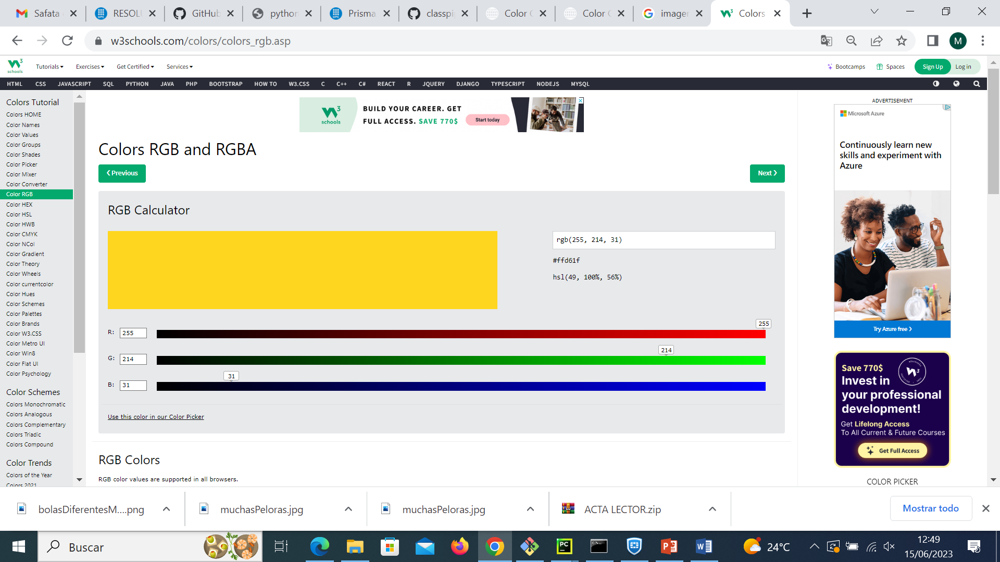 Safata
RESOL
GitHub
python
Prisma
classpi
Color
Color
imager
Colors
w3schools.com/colors/colors_rgb.asp
M
W3 schools
Tutorials
Exercises
Get Certified
Services
Bootcamps
Spaces
Sign Up
Log in
HTML CSS JAVASCRIPT SQL PYTHON JAVA PHP BOOTSTRAP HOW TO W3.CSS C C++ C# REACT R JQUERY DJANGO TYPESCRIPT NODEJS MYSQL
Colors Tutorial
Colors HOME
Color Names
Color Values
Color Groups
Color Shades
Color Picker
Color Mixer
Color Converter
Color RGB
Color HEX
Color HSL
Color HWB
Color CMYK
Color NCol
Color Gradient
Color Theory
Color Wheels
Color currentcolor
Color Hues
Color Schemes
Color Palettes
Color Brands
Color W3.CSS
Color Metro UI
Color Win8
Color Flat UI
Color Psychology
Color Schemes
Colors Monochromatic
Colors Analogous
Colors Complementary
Colors Triadic
Colors Compound
Color Trends
Colors of the Year
Colors 2021
W3 schools
BUILD YOUR CAREER. GET
FULL ACCESS. SAVE 770$
Start today
Colors RGB and RGBA
❮ Previous
Next ❯
RGB Calculator
rgb(255, 214, 31)
#ffd61f
hsl(49, 100%, 56%)
R: 255
255
G: 214
214
B: 31
31
Use this color in our Color Picker
RGB Colors
RGB color values are supported in all browsers.
ADVERTISEMENT
Microsoft Azure
Continuously learn new
skills and experiment with
Azure
Try Azure free ❯
Save 770$
Invest in
your professional
development!
Get Lifelong Access
To All Current & Future Courses
Get Full Access
COLOR PICKER
bolasDiferentesM....png
muchasPeloras.jpg
muchasPeloras.jpg
ACTA LECTOR.zip
Mostrar todo
Buscar
24°C
12:49
15/06/2023